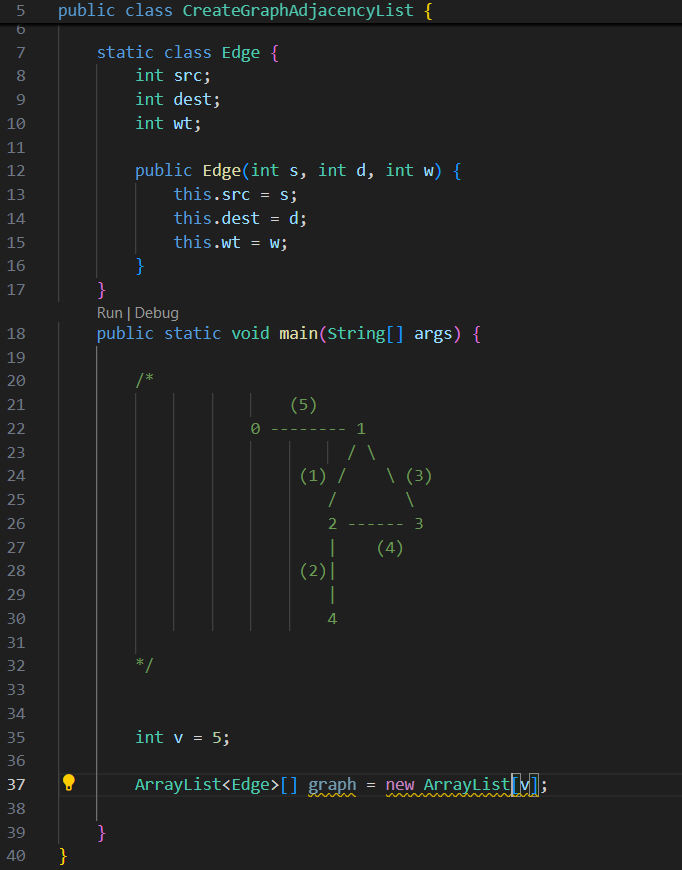 5 public class CreateGraphAdjacencyList {
6
7 static class Edge {
8 int src;
9 int dest;
10 int wt;
11
12 public Edge(int s, int d, int w) {
13 this.src = s;
14 this.dest = d;
15 this.wt = w;
16 }
17 }
Run | Debug
18 public static void main(String[] args) {
19
20 /*
21 (5)
22 0 -------- 1
23 / \
24 (1) / \ (3)
25 / \
26 2 ------ 3
27 | (4)
28 (2)|
29 |
30 4
31
32 */
33
34
35 int v = 5;
36
37 ArrayList<Edge>[] graph = new ArrayList[v];
38
39 }
40 }